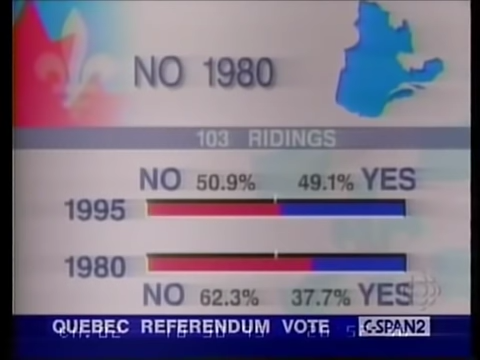 NO 1980
103 RIDINGS
NO 50.9% 49.1% YES
1995
1980
NO 62.3% 37.7% YES
QUEBEC REFERENDUM VOTE C-SPAN2